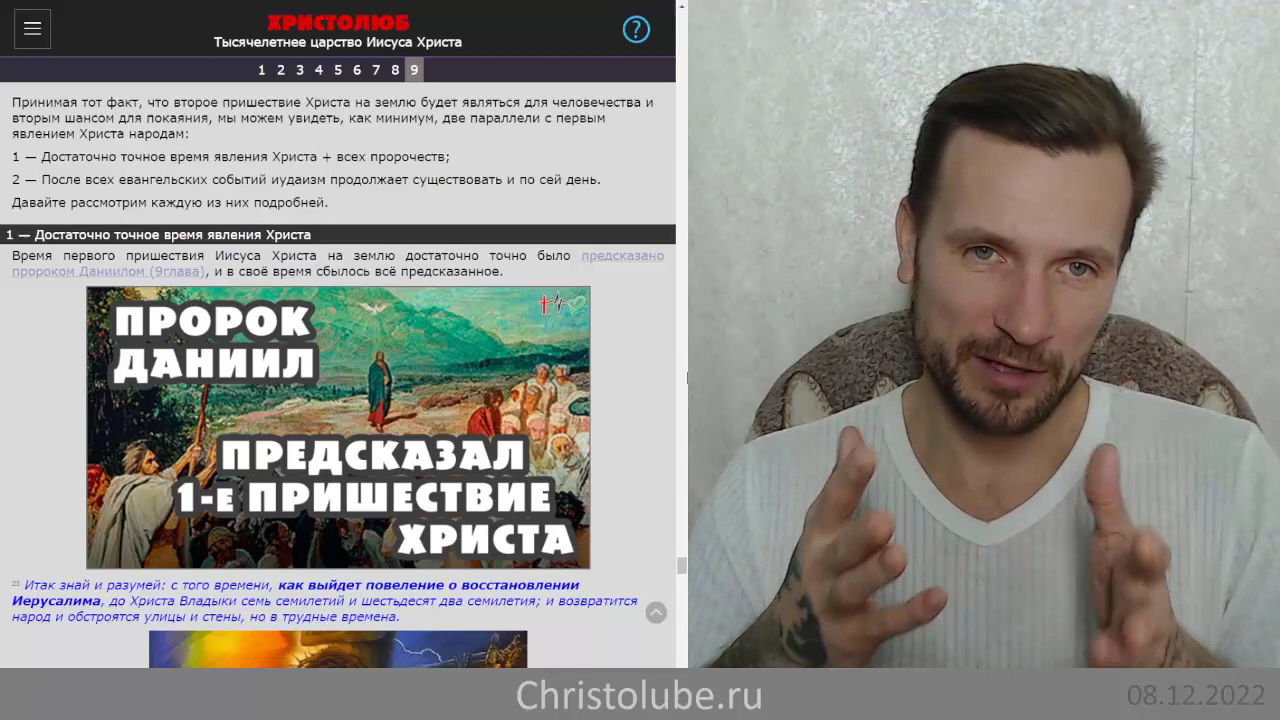 ХРИСТОЛЮБ
Тысячелетнее царство Иисуса Христа
?
1 2 3 4 5 6 7 8 9
Принимая тот факт, что второе пришествие Христа на землю будет являться для человечества и
вторым шансом для покаяния, мы можем увидеть, как минимум, две параллели с первым
явлением Христа народам:
1 — Достаточно точное время явления Христа + всех пророчеств;
2 — После всех евангельских событий иудаизм продолжает существовать и по сей день.
Давайте рассмотрим каждую из них подробней.
1 — Достаточно точное время явления Христа
Время первого пришествия Иисуса Христа на землю достаточно точно было предсказано
пророком Даниилом (9глава), и в своё время сбылось всё предсказанное.
ПРОРОК
ДАНИИЛ
ПРЕДСКАЗАЛ
1-е ПРИШЕСТВИЕ
ХРИСТА
Итак знай и разумей: с того времени, как выйдет повеление о восстановлении
Иерусалима, до Христа Владыки семь семилетий и шестьдесят два семилетия; и возвратится
народ и обстроятся улицы и стены, но в трудные времена.
Christolube.ru
08.12.2022